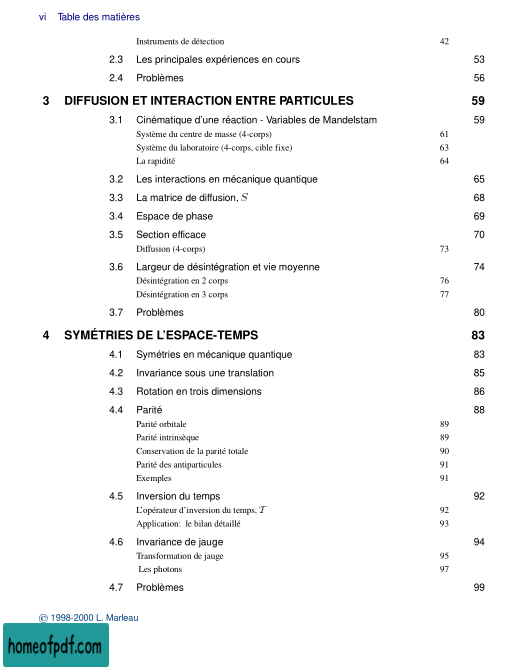 vi Table des matières
Instruments de détection 42
2.3 Les principales expériences en cours 53
2.4 Problèmes 56
3 DIFFUSION ET INTERACTION ENTRE PARTICULES 59
3.1 Cinématique d'une réaction - Variables de Mandelstam 59
Système du centre de masse (4-corps) 61
Système du laboratoire (4-corps, cible fixe) 63
La rapidité 64
3.2 Les interactions en mécanique quantique 65
3.3 La matrice de diffusion, S 68
3.4 Espace de phase 69
3.5 Section efficace 70
Diffusion (4-corps) 73
3.6 Largeur de désintégration et vie moyenne 74
Désintégration en 2 corps 76
Désintégration en 3 corps 77
3.7 Problèmes 80
4 SYMÉTRIES DE L'ESPACE-TEMPS 83
4.1 Symétries en mécanique quantique 83
4.2 Invariance sous une translation 85
4.3 Rotation en trois dimensions 86
4.4 Parité 88
Parité orbitale 89
Parité intrinsèque 89
Conservation de la parité totale 90
Parité des antiparticules 91
Exemples 91
4.5 Inversion du temps 92
L'opérateur d'inversion du temps, T 92
Application: le bilan détaillé 93
4.6 Invariance de jauge 94
Transformation de jauge 95
Les photons 97
4.7 Problèmes 99
© 1998-2000 L. Marleau
homeofpdf.com